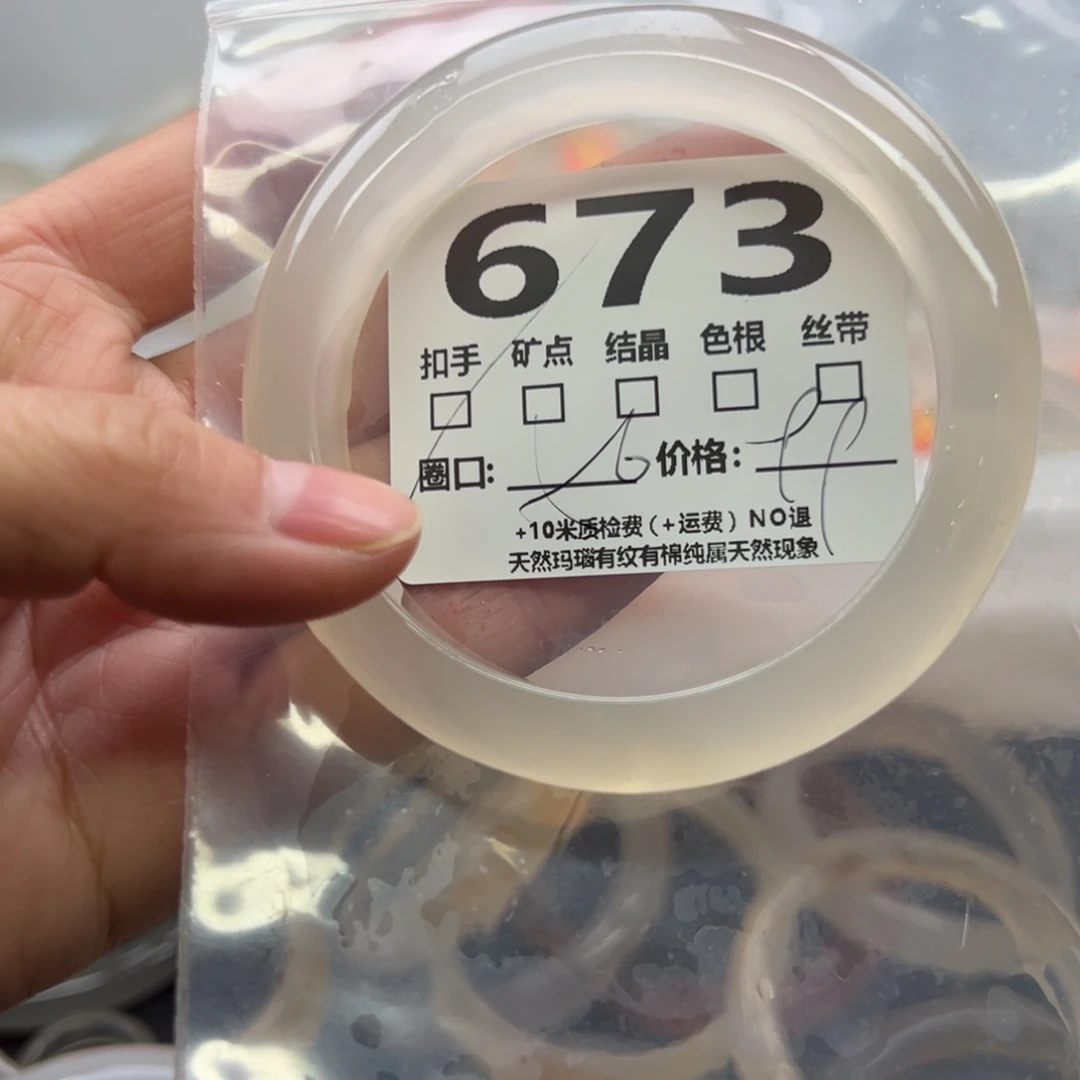 673
扣手 矿点 结晶 色根 丝带
圈口: 价格:
+10米质检费(+运费)NO退
天然玛瑙有纹有棉纯属天然现象